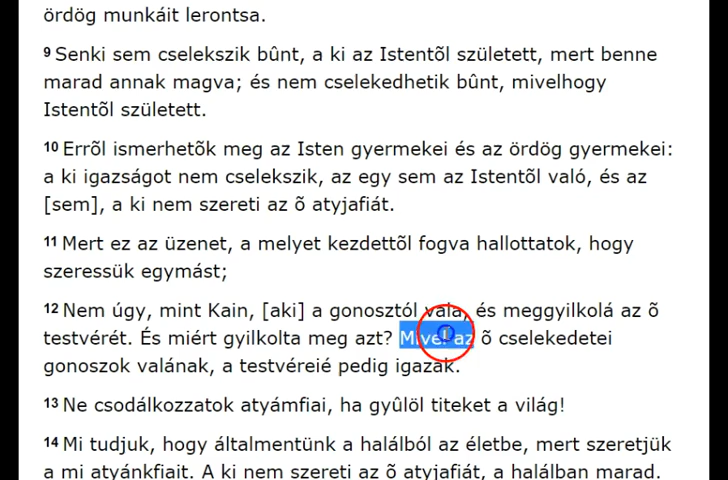 ördög munkáit lerontsa.
9 Senki sem cselekszik bûnt, a ki az Istentõl született, mert benne
marad annak magva; és nem cselekedhetik bûnt, mivelhogy
Istentõl született.
10 Errõl ismerhetõk meg az Isten gyermekei és az ördög gyermekei:
a ki igazságot nem cselekszik, az egy sem az Istentõl való, és az
[sem], a ki nem szereti az õ atyjafiát.
11 Mert ez az üzenet, a melyet kezdettõl fogva hallottatok, hogy
szeressük egymást;
12 Nem úgy, mint Kain, [aki] a gonosztól vala, és meggyilkolá az õ
testvérét. És miért gyilkolta meg azt? Mivel az õ cselekedetei
gonoszok valának, a testvéreié pedig igazak.
13 Ne csodálkozzatok atyámfiai, ha gyûlöl titeket a világ!
14 Mi tudjuk, hogy általmentünk a halálból az életbe, mert szeretjük
a mi atyánkfiait. A ki nem szereti az õ atyjafiát, a halálban marad.